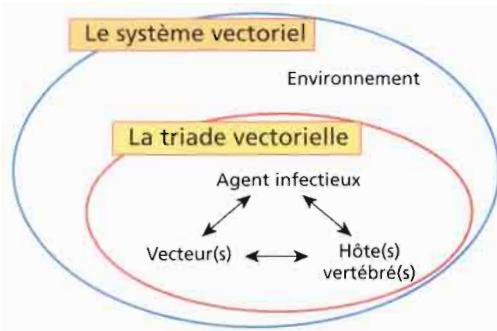 Le système vectoriel
Environnement
La triade vectorielle
Agent infectieux
Vecteur(s)
Hôte(s)
vertébré(s)